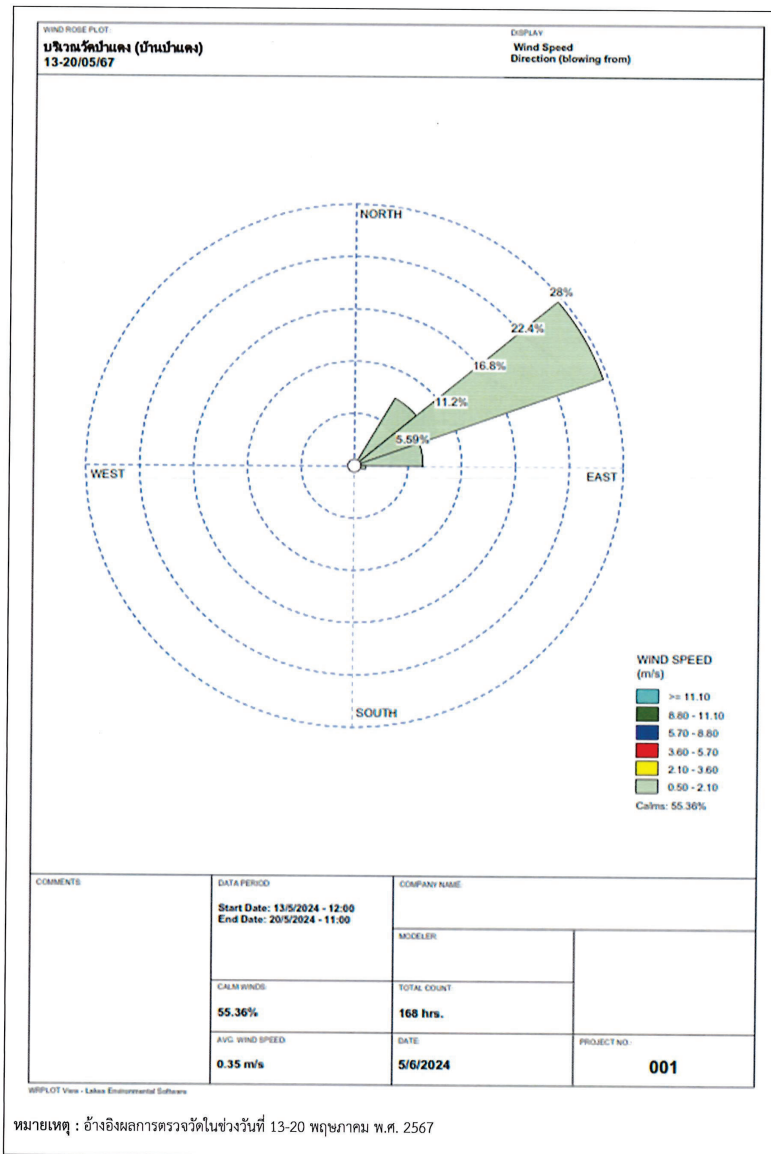 WIND ROSE PLOT:
บริเวณวัดป่าแดง (บ้านป่าแดง)
13-20/05/67
DISPLAY
Wind Speed
Direction (blowing from)
NORTH
28%
22.4%
16.8%
11.2%
5.59%
WEST
EAST
SOUTH
WIND SPEED
(m/s)
>= 11.10
8.80 - 11.10
5.70 - 8.80
3.60 - 5.70
2.10 - 3.60
0.50 - 2.10
Calms: 55.36%
COMMENTS:
DATA PERIOD:
Start Date: 13/5/2024 - 12:00
End Date: 20/5/2024 - 11:00
COMPANY NAME:
MODELER:
CALM WINDS:
55.36%
TOTAL COUNT:
168 hrs.
AVG. WIND SPEED:
0.35 m/s
DATE:
5/6/2024
PROJECT NO.:
001
WRPLOT View - Lakes Environmental Software
หมายเหตุ : อ้างอิงผลการตรวจวัดในช่วงวันที่ 13-20 พฤษภาคม พ.ศ. 2567